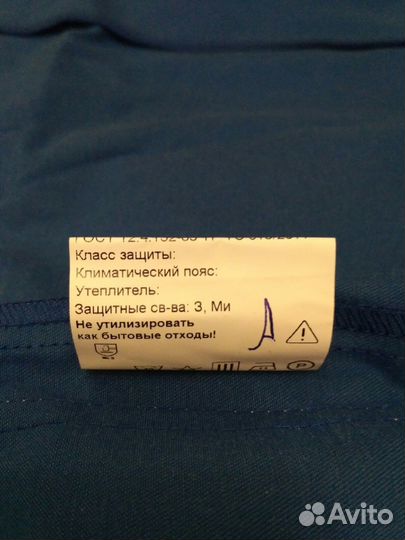 Класс защиты:
Климатический пояс:
Утеплитель:
Защитные св-ва: З, Ми
Не утилизировать
как бытовые отходы!
Avito